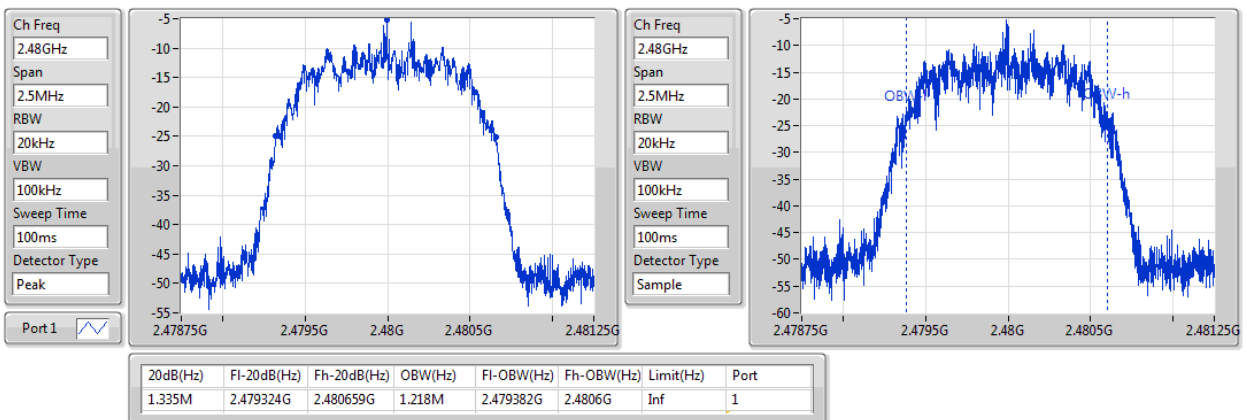 Ch Freq
2.48GHz
Span
2.5MHz
RBW
20kHz
VBW
100kHz
Sweep Time
100ms
Detector Type
Peak
Port 1
-5
-10
-15
-20
-25
-30
-35
-40
-45
-50
-55
2.47875G 2.4795G 2.48G 2.4805G 2.48125G
Ch Freq
2.48GHz
Span
2.5MHz
RBW
20kHz
VBW
100kHz
Sweep Time
100ms
Detector Type
Sample
-5
-10
-15
-20
-25
-30
-35
-40
-45
-50
-55
-60
2.47875G 2.4795G 2.48G 2.4805G 2.48125G
20dB(Hz) Fl-20dB(Hz) Fh-20dB(Hz) OBW(Hz) Fl-OBW(Hz) Fh-OBW(Hz) Limit(Hz) Port
1.335M 2.479324G 2.480659G 1.218M 2.479382G 2.4806G Inf 1